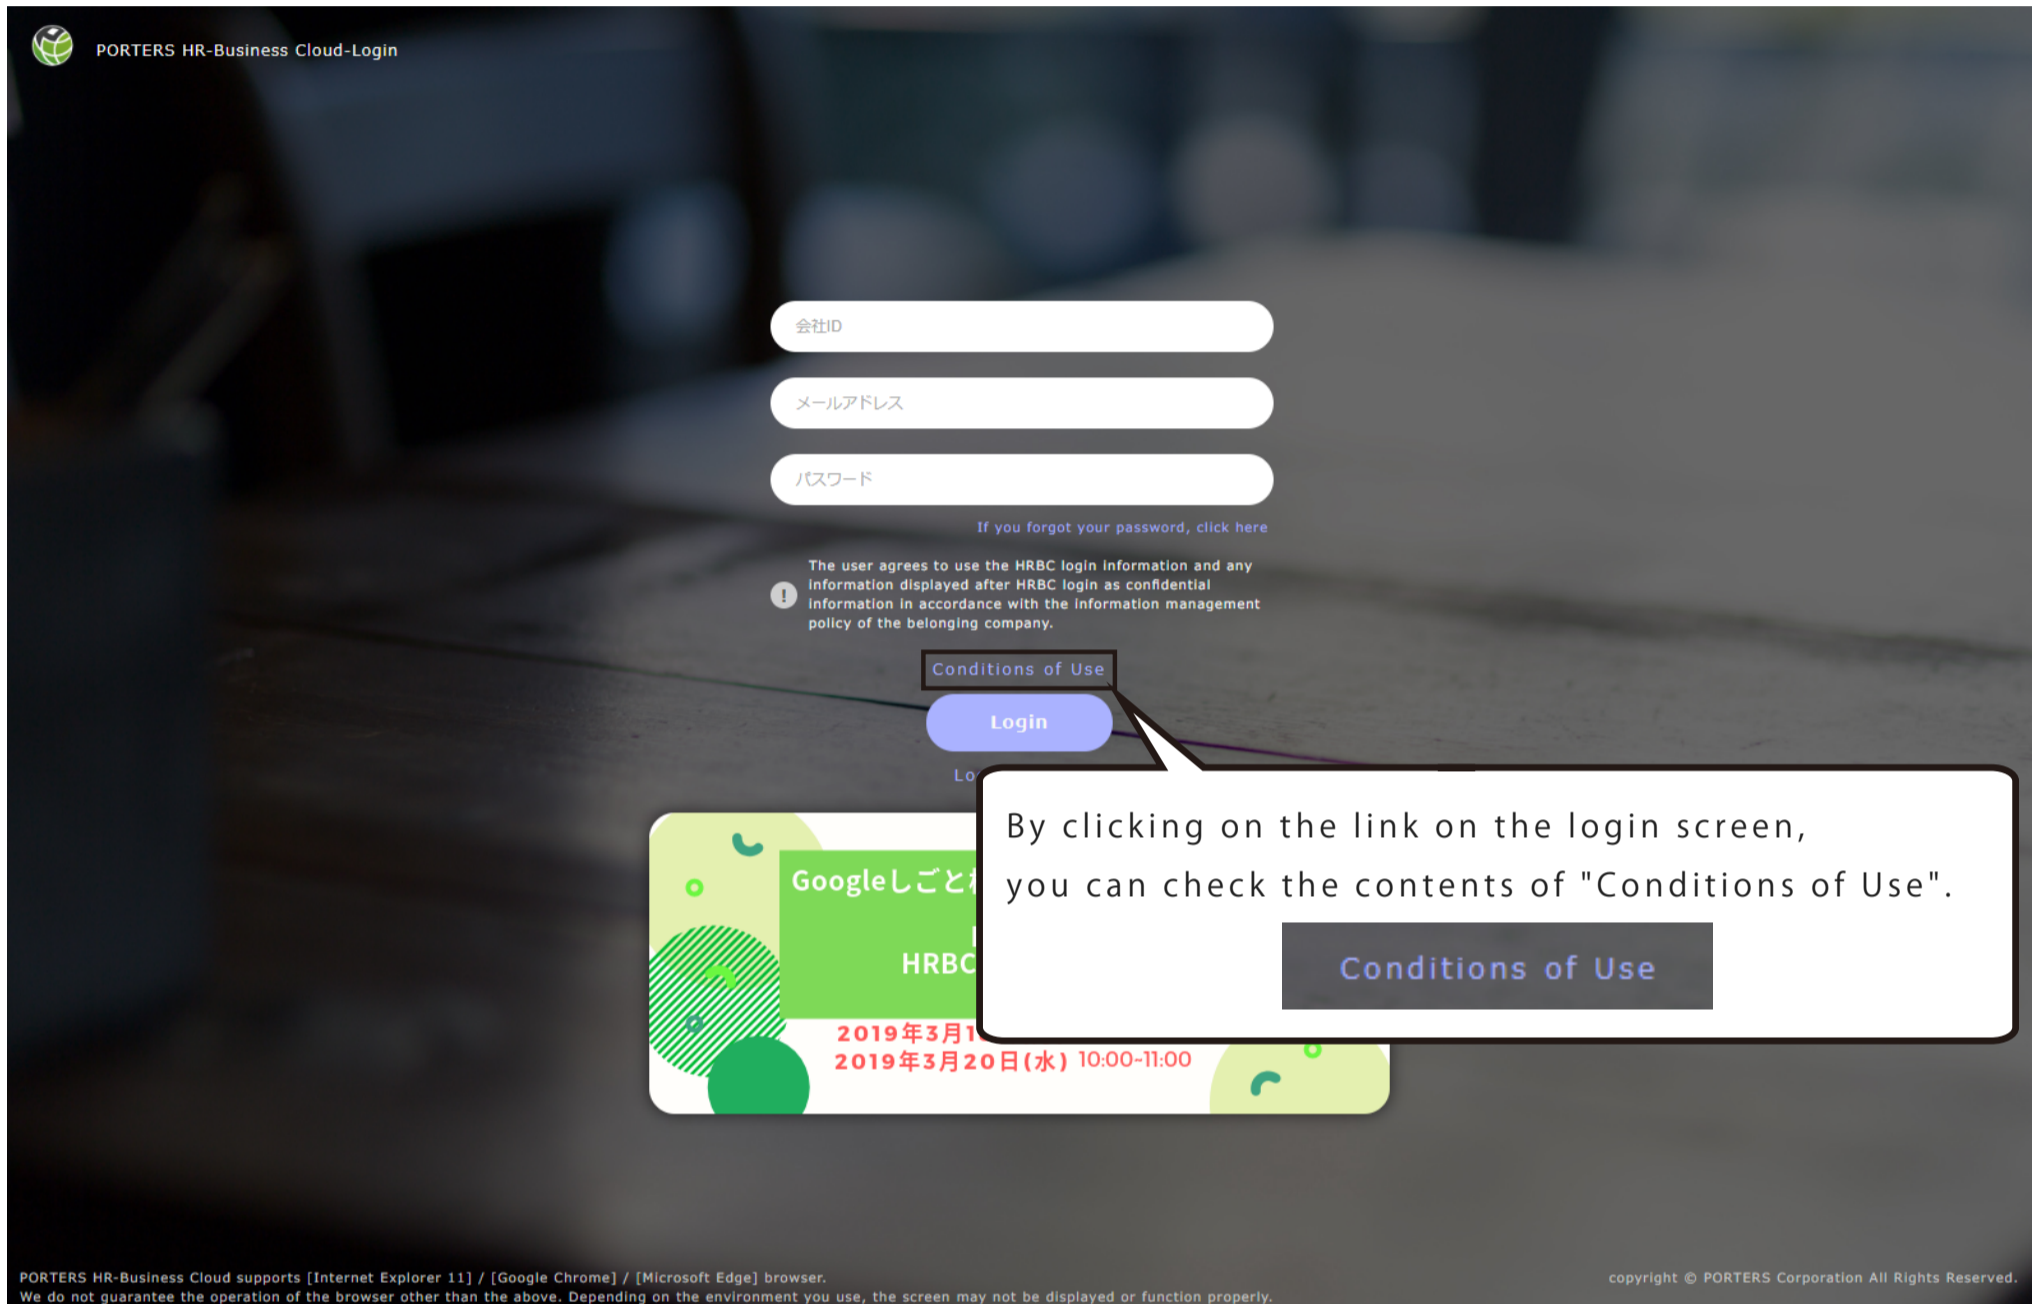 PORTERS HR-Business Cloud-Login
会社ID
メールアドレス
パスワード
If you forgot your password, click here
The user agrees to use the HRBC login information and any
information displayed after HRBC login as confidential
information in accordance with the information management
policy of the belonging company.
Conditions of Use
Login
By clicking on the link on the login screen,
you can check the contents of "Conditions of Use".
Conditions of Use
Googleしごと
HRBC
2019年3月1
2019年3月20日(水) 10:00~11:00
PORTERS HR-Business Cloud supports [Internet Explorer 11] / [Google Chrome] / [Microsoft Edge] browser.
We do not guarantee the operation of the browser other than the above. Depending on the environment you use, the screen may not be displayed or function properly.
copyright © PORTERS Corporation All Rights Reserved.